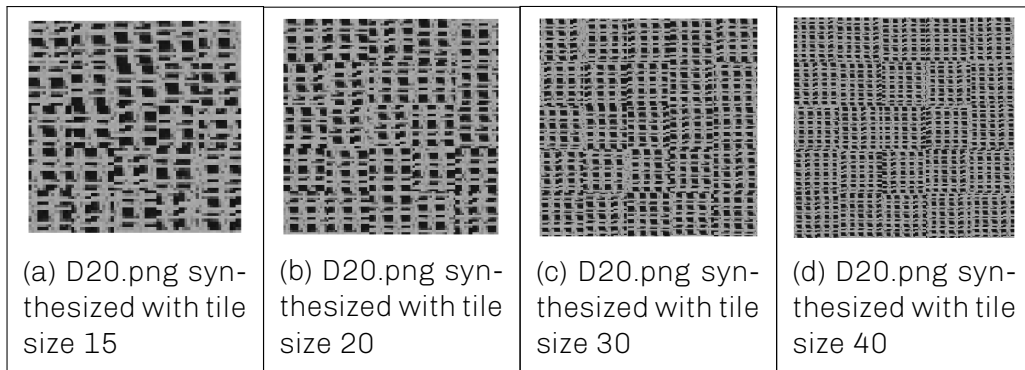 (a) D20.png syn-
thesized with tile
size 15
(b) D20.png syn-
thesized with tile
size 20
(c) D20.png syn-
thesized with tile
size 30
(d) D20.png syn-
thesized with tile
size 40